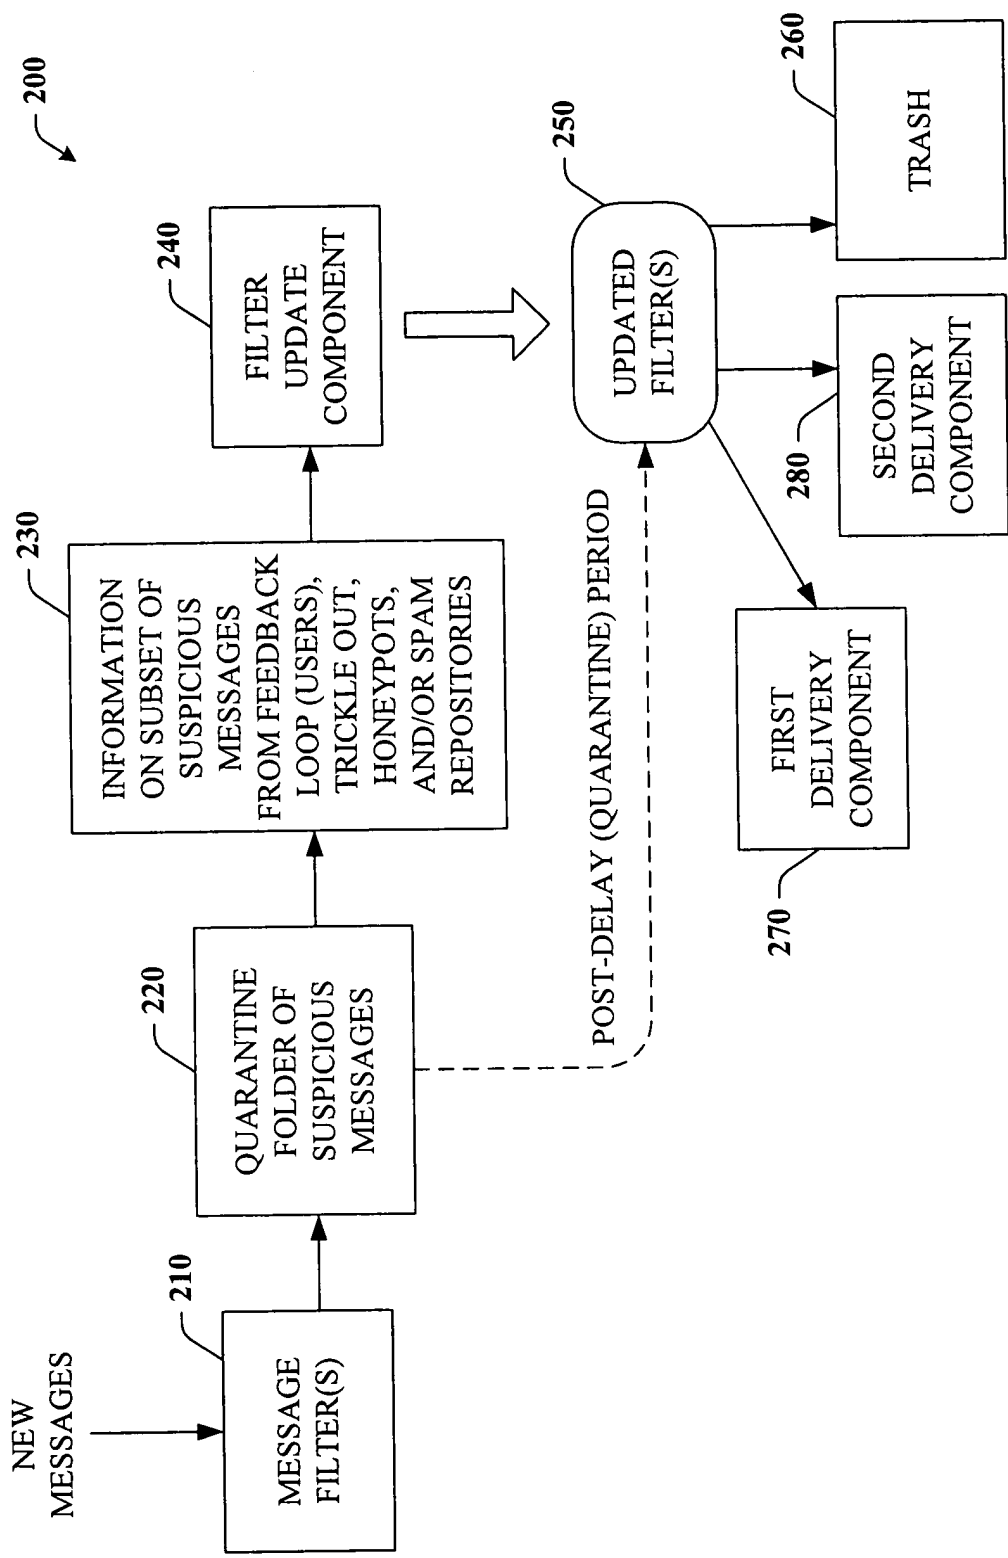 200
NEW
MESSAGES
210
MESSAGE
FILTER(S)
220
QUARANTINE
FOLDER OF
SUSPICIOUS
MESSAGES
230
INFORMATION
ON SUBSET OF
SUSPICIOUS
MESSAGES
FROM FEEDBACK
LOOP (USERS),
TRICKLE OUT,
HONEYPOTS,
AND/OR SPAM
REPOSITORIES
240
FILTER
UPDATE
COMPONENT
POST-DELAY (QUARANTINE) PERIOD
250
UPDATED
FILTER(S)
270
FIRST
DELIVERY
COMPONENT
280
SECOND
DELIVERY
COMPONENT
260
TRASH